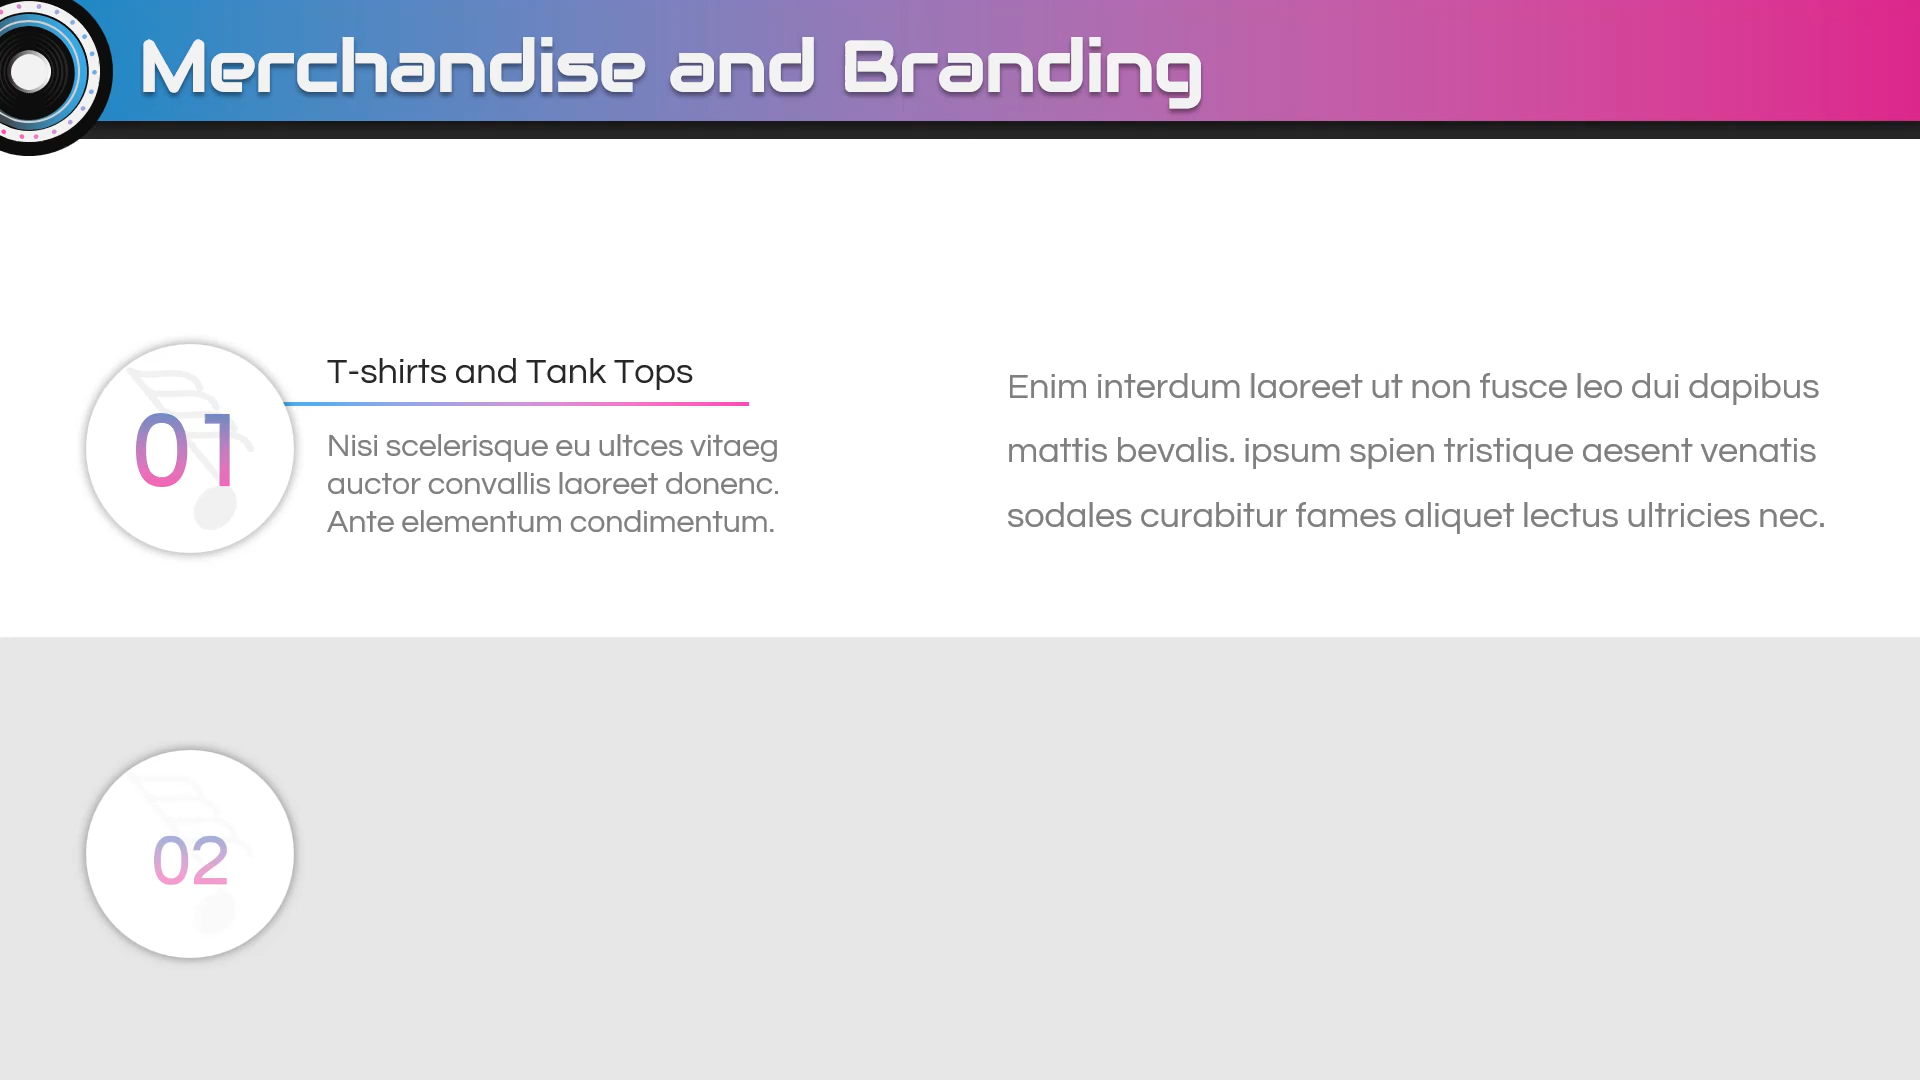 Merchandise and Branding
01
T-shirts and Tank Tops
Nisi scelerisque eu ultces vitaeg
auctor convallis laoreet donenc.
Ante elementum condimentum.
Enim interdum laoreet ut non fusce leo dui dapibus
mattis bevalis. ipsum spien tristique aesent venatis
sodales curabitur fames aliquet lectus ultricies nec.
02